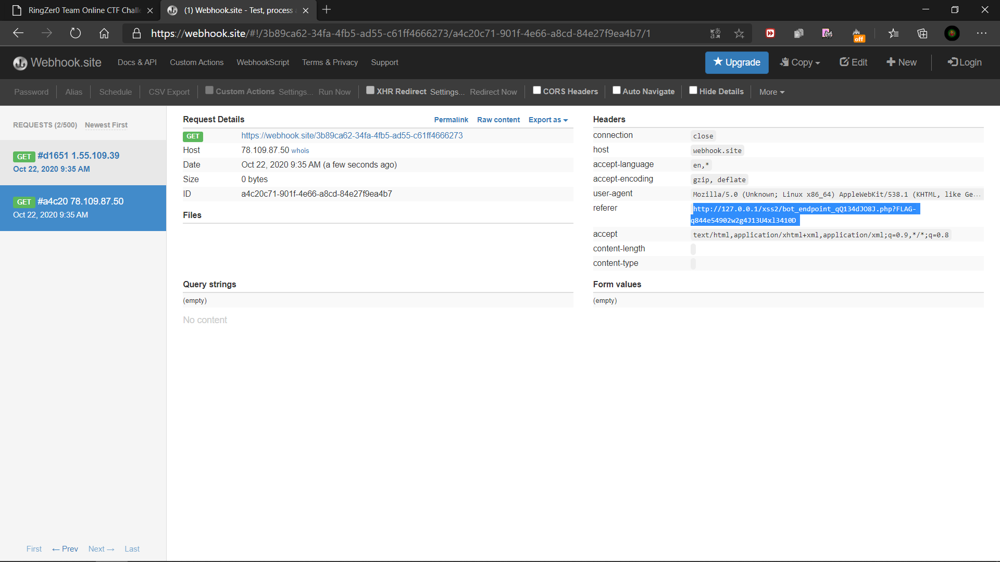 RingZer0 Team Online CTF Chall
(1) Webhook.site - Test, process a
https://webhook.site/#!/3b89ca62-34fa-4fb5-ad55-c61ff4666273/a4c20c71-901f-4e66-a8cd-84e27f9ea4b7/1
off
Webhook.site
Docs & API
Custom Actions
WebhookScript
Terms & Privacy
Support
Upgrade
Copy
Edit
New
Login
Password
Alias
Schedule
CSV Export
Custom Actions
Settings...
Run Now
XHR Redirect
Settings...
Redirect Now
CORS Headers
Auto Navigate
Hide Details
More
REQUESTS (2/500)
Newest First
GET #d1651 1.55.109.39
Oct 22, 2020 9:35 AM
GET #a4c20 78.109.87.50
Oct 22, 2020 9:35 AM
First
← Prev
Next →
Last
Request Details
Permalink
Raw content
Export as
GET https://webhook.site/3b89ca62-34fa-4fb5-ad55-c61ff4666273
Host 78.109.87.50 whois
Date Oct 22, 2020 9:35 AM (a few seconds ago)
Size 0 bytes
ID a4c20c71-901f-4e66-a8cd-84e27f9ea4b7
Files
Query strings
(empty)
No content
Headers
connection close
host webhook.site
accept-language en,*
accept-encoding gzip, deflate
user-agent Mozilla/5.0 (Unknown; Linux x86_64) AppleWebKit/538.1 (KHTML, like Ge...
referer http://127.0.0.1/xss2/bot_endpoint_qQ134dJO8J.php?FLAG-
q844e54902w2g4J13U4xl3410D
accept text/html,application/xhtml+xml,application/xml;q=0.9,*/*;q=0.8
content-length
content-type
Form values
(empty)